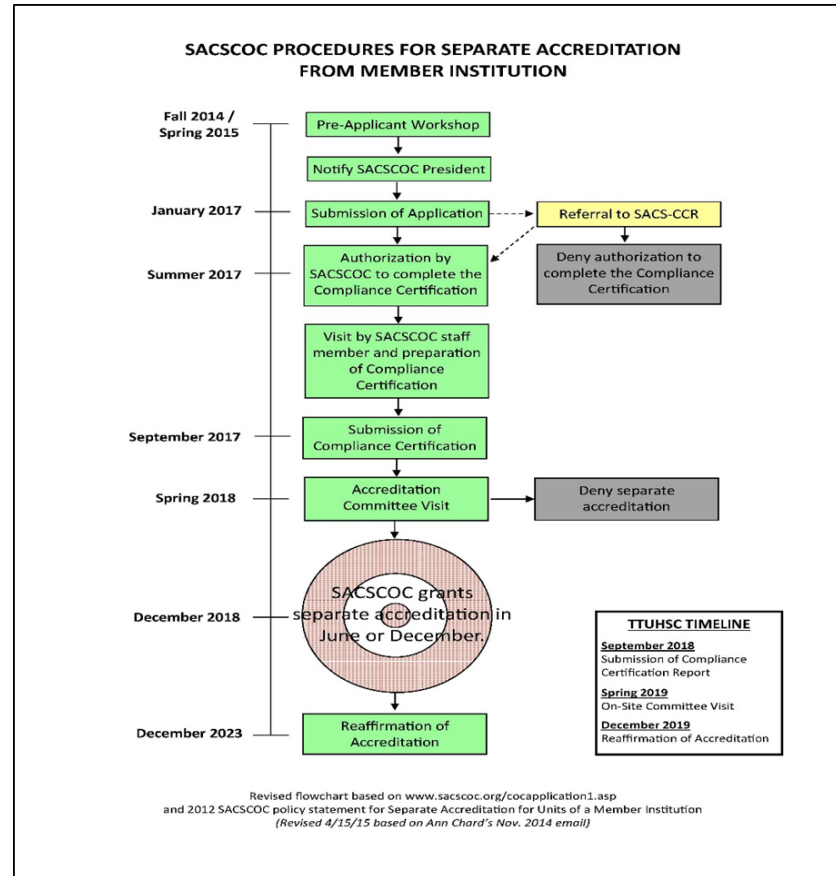 SACSCOC PROCEDURES FOR SEPARATE ACCREDITATION
FROM MEMBER INSTITUTION
Fall 2014 /
Spring 2015
Pre-Applicant Workshop
Notify SACSCOC President
January 2017
Submission of Application
Referral to SACS-CCR
Summer 2017
Authorization by
SACSCOC to complete the
Compliance Certification
Deny authorization to
complete the Compliance
Certification
Visit by SACSCOC staff
member and preparation
of Compliance
Certification
September 2017
Submission of
Compliance Certification
Spring 2018
Accreditation
Committee Visit
Deny separate
accreditation
December 2018
SACSCOC grants
separate accreditation in
June or December.
TTUHSC TIMELINE
September 2018
Submission of Compliance
Certification Report
Spring 2019
On-Site Committee Visit
December 2019
Reaffirmation of Accreditation
December 2023
Reaffirmation of
Accreditation
Revised flowchart based on www.sacscoc.org/cocapplication1.asp
and 2012 SACSCOC policy statement for Separate Accreditation for Units of a Member Institution
(Revised 4/15/15 based on Ann Chard's Nov. 2014 email)